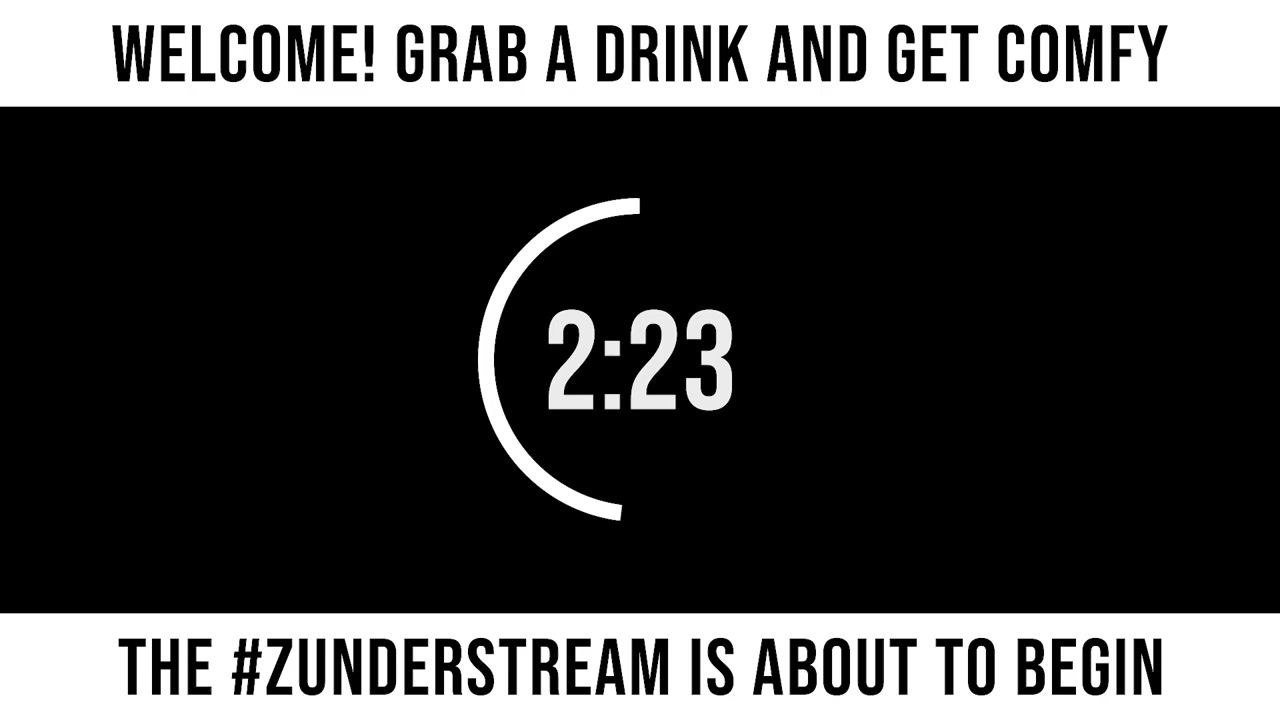 WELCOME! GRAB A DRINK AND GET COMFY
2:23
THE #ZUNDERSTREAM IS ABOUT TO BEGIN